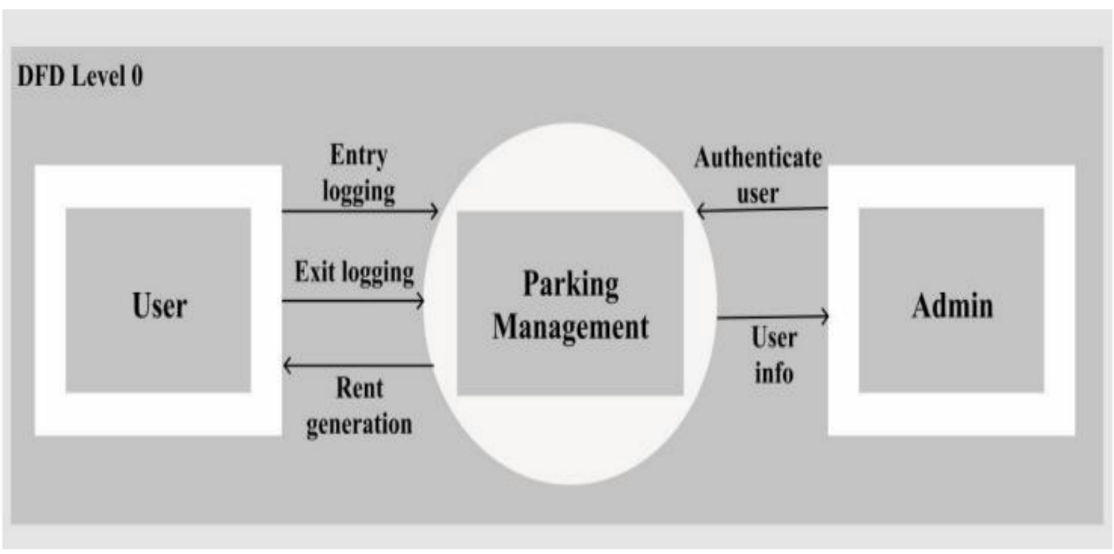 DFD Level 0
Entry
logging
Exit logging
Rent
generation
User
Parking
Management
Authenticate
user
User
info
Admin